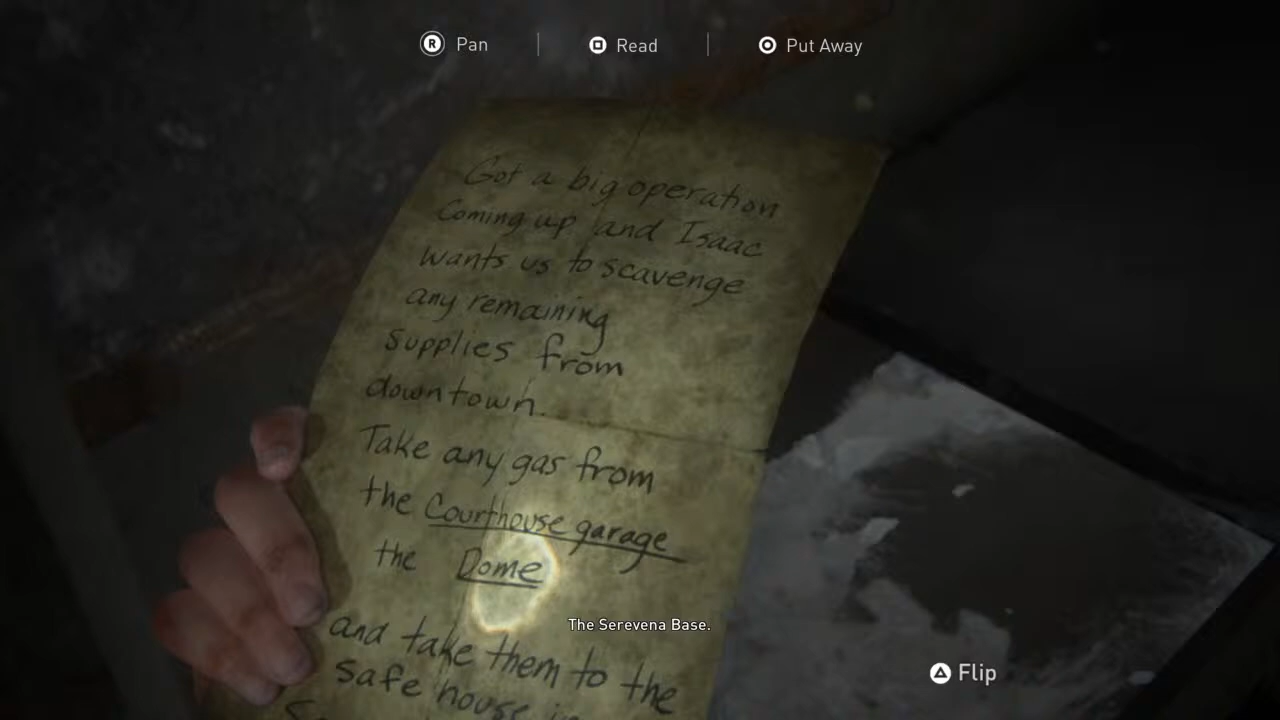 R Pan | Read | Put Away
Got a big operation
Coming up and Isaac
wants us to scavenge
any remaining
supplies from
downtown.
Take any gas from
the Courthouse garage
the Dome
The Serevena Base.
and take them to the
safe house in
Flip